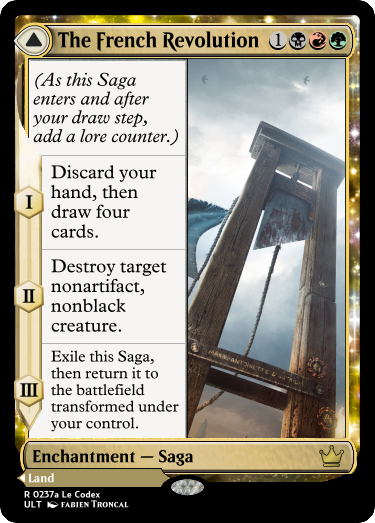 The French Revolution 1
(As this Saga
enters and after
your draw step,
add a lore counter.)
I
Discard your
hand, then
draw four
cards.
II
Destroy target
nonartifact,
nonblack
creature.
III
Exile this Saga,
then return it to
the battlefield
transformed under
your control.
Enchantment — Saga
Land
R 0237a Le Codex
ULT FABIEN TRONCAL